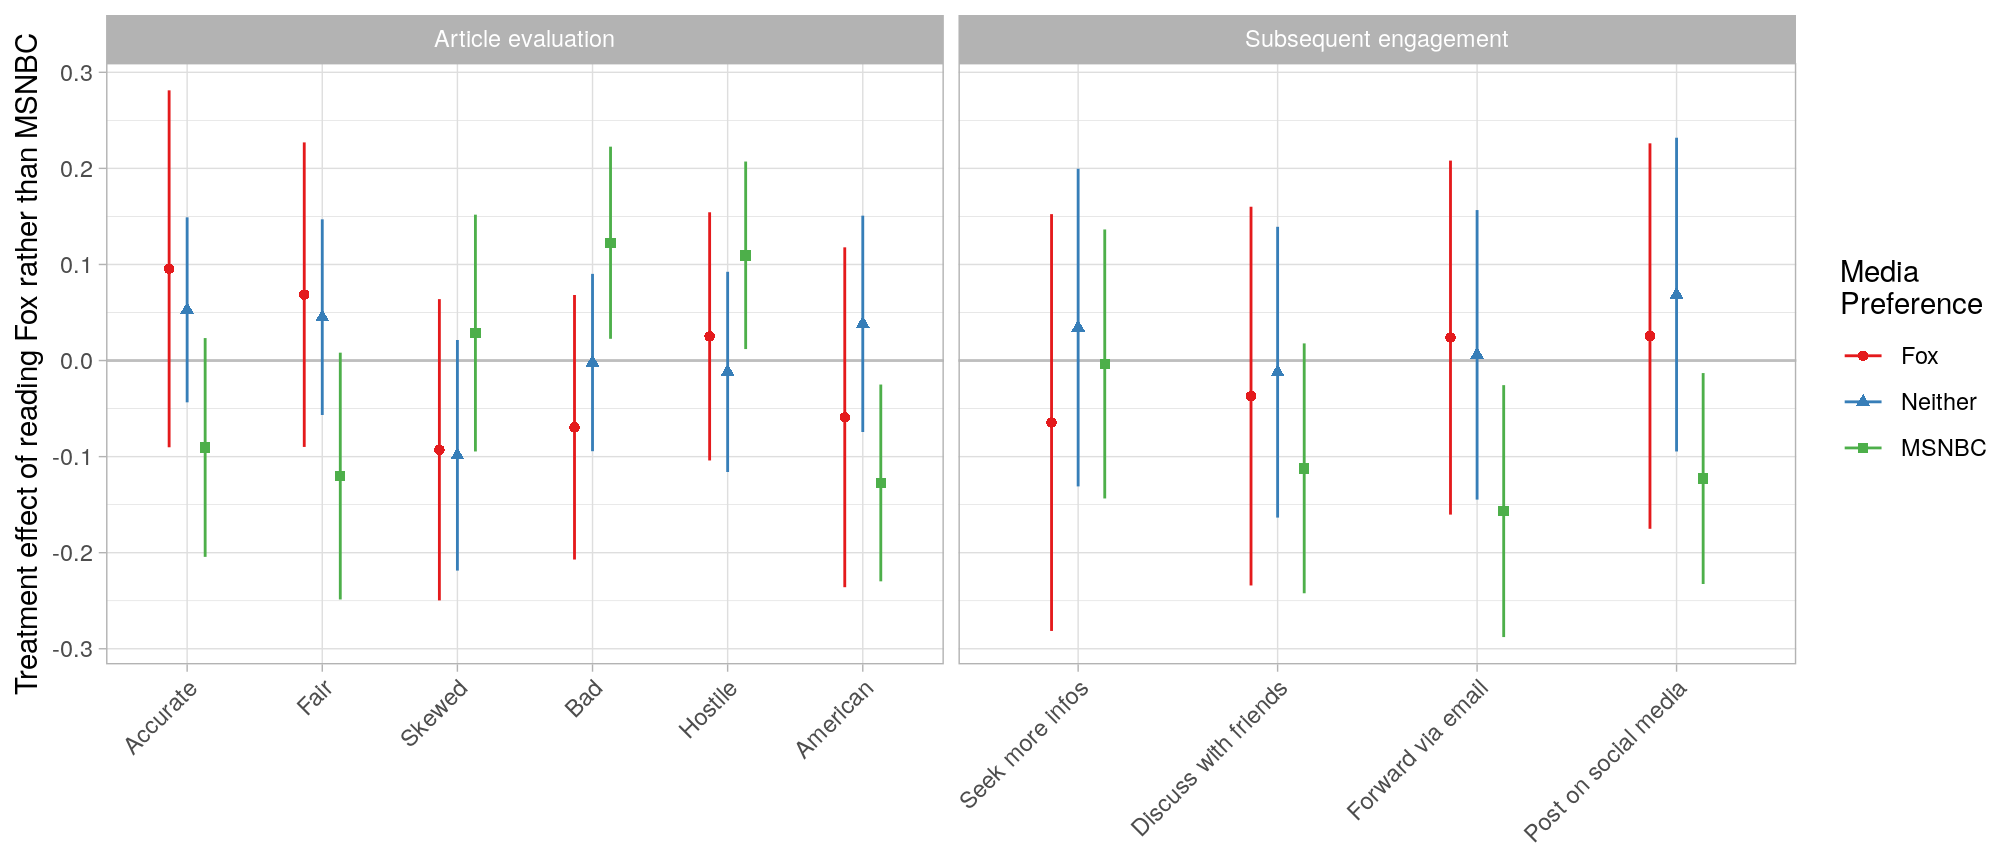 Article evaluation
Subsequent engagement
Treatment effect of reading Fox rather than MSNBC
0.3
0.2
0.1
0.0
-0.1
-0.2
-0.3
Accurate
Fair
Skewed
Bad
Hostile
American
Seek more infos
Discuss with friends
Forward via email
Post on social media
Media
Preference
Fox
Neither
MSNBC